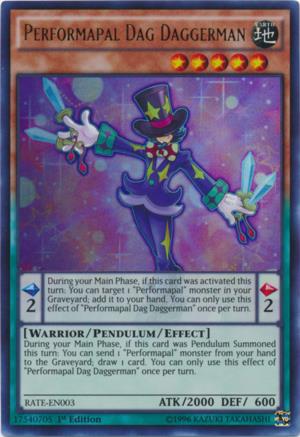 PERFORMAPAL DAG DAGGERMAN
EARTH
地
During your Main Phase, if this card was activated this
turn: You can target 1 "Performapal" monster in your
Graveyard; add it to your hand. You can only use this
effect of "Performapal Dag Daggerman" once per turn.
2
2
[WARRIOR/PENDULUM/EFFECT]
During your Main Phase, if this card was Pendulum Summoned
this turn: You can send 1 "Performapal" monster from your hand
to the Graveyard; draw 1 card. You can only use this effect of
"Performapal Dag Daggerman" once per turn.
RATE-EN003
ATK/2000 DEF/ 600
17540705
1st Edition
©1996 KAZUKI TAKAHASHI